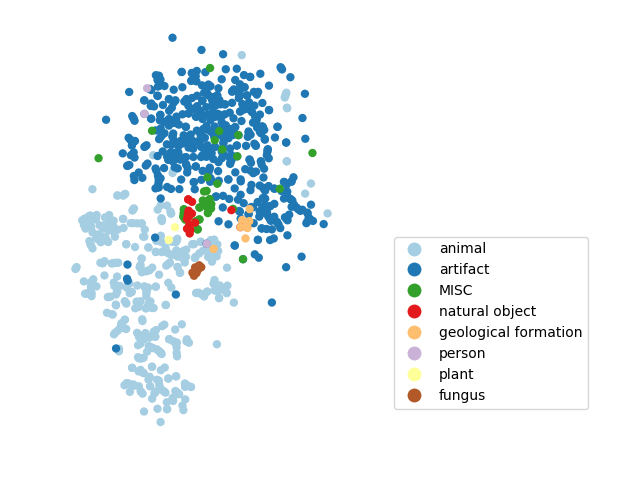 animal
artifact
MISC
natural object
geological formation
person
plant
fungus